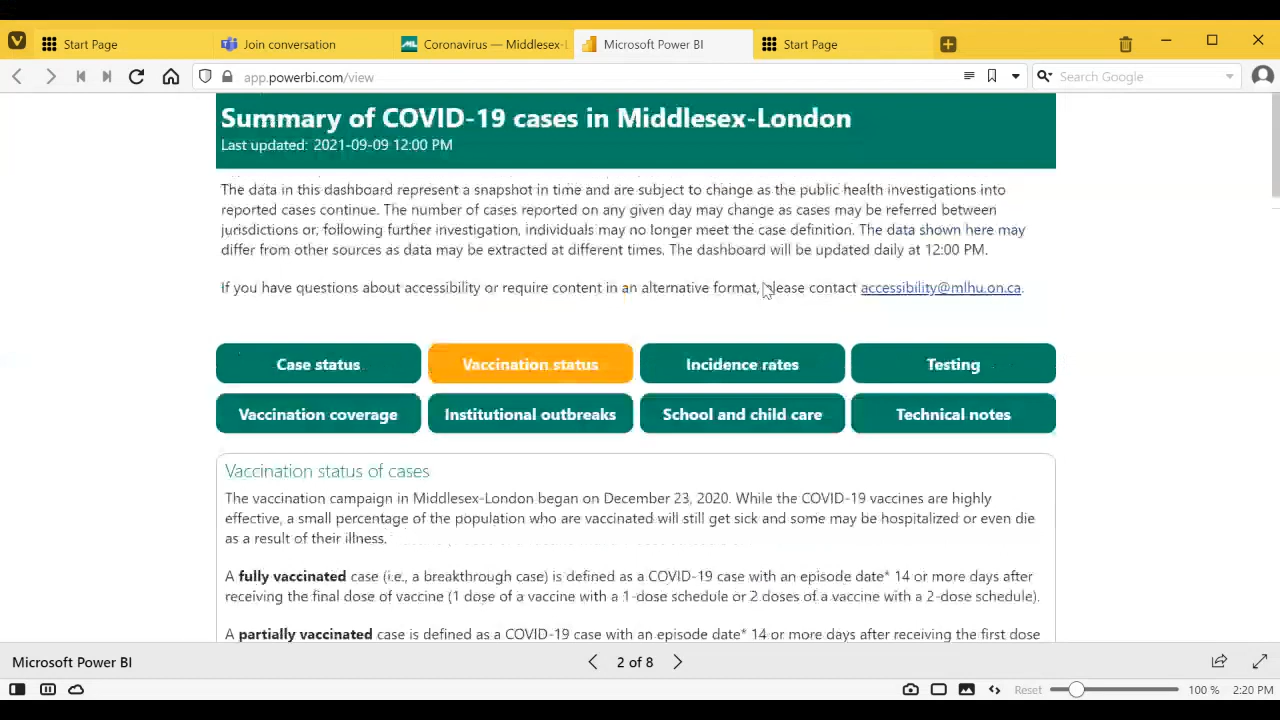 Start Page
Join conversation
Coronavirus — Middlesex-L
Microsoft Power BI
Start Page
app.powerbi.com/view
Search Google
Summary of COVID-19 cases in Middlesex-London
Last updated: 2021-09-09 12:00 PM
The data in this dashboard represent a snapshot in time and are subject to change as the public health investigations into
reported cases continue. The number of cases reported on any given day may change as cases may be referred between
jurisdictions or, following further investigation, individuals may no longer meet the case definition. The data shown here may
differ from other sources as data may be extracted at different times. The dashboard will be updated daily at 12:00 PM.
If you have questions about accessibility or require content in an alternative format, please contact accessibility@mlhu.on.ca.
Case status
Vaccination status
Incidence rates
Testing
Vaccination coverage
Institutional outbreaks
School and child care
Technical notes
Vaccination status of cases
The vaccination campaign in Middlesex-London began on December 23, 2020. While the COVID-19 vaccines are highly
effective, a small percentage of the population who are vaccinated will still get sick and some may be hospitalized or even die
as a result of their illness.
A fully vaccinated case (i.e., a breakthrough case) is defined as a COVID-19 case with an episode date* 14 or more days after
receiving the final dose of vaccine (1 dose of a vaccine with a 1-dose schedule or 2 doses of a vaccine with a 2-dose schedule).
A partially vaccinated case is defined as a COVID-19 case with an episode date* 14 or more days after receiving the first dose
Microsoft Power BI
2 of 8
Reset
100 %
2:20 PM